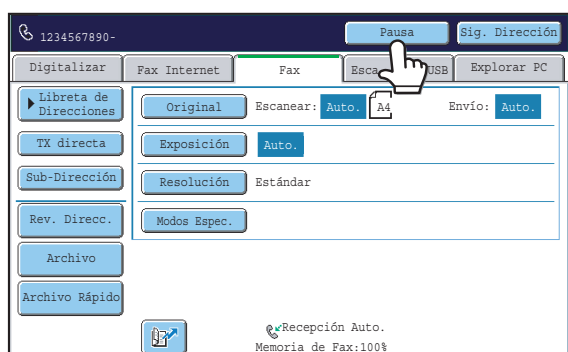 1234567890-
Pausa
Sig. Dirección
Digitalizar
Fax Internet
Fax
USB
Explorar PC
Libreta de
Direcciones
Original
Escanear: Auto. A4
Envío: Auto.
TX directa
Exposición
Auto.
Sub-Dirección
Resolución
Estándar
Rev. Direcc.
Modos Espec.
Archivo
Archivo Rápido
Recepción Auto.
Memoria de Fax:100%